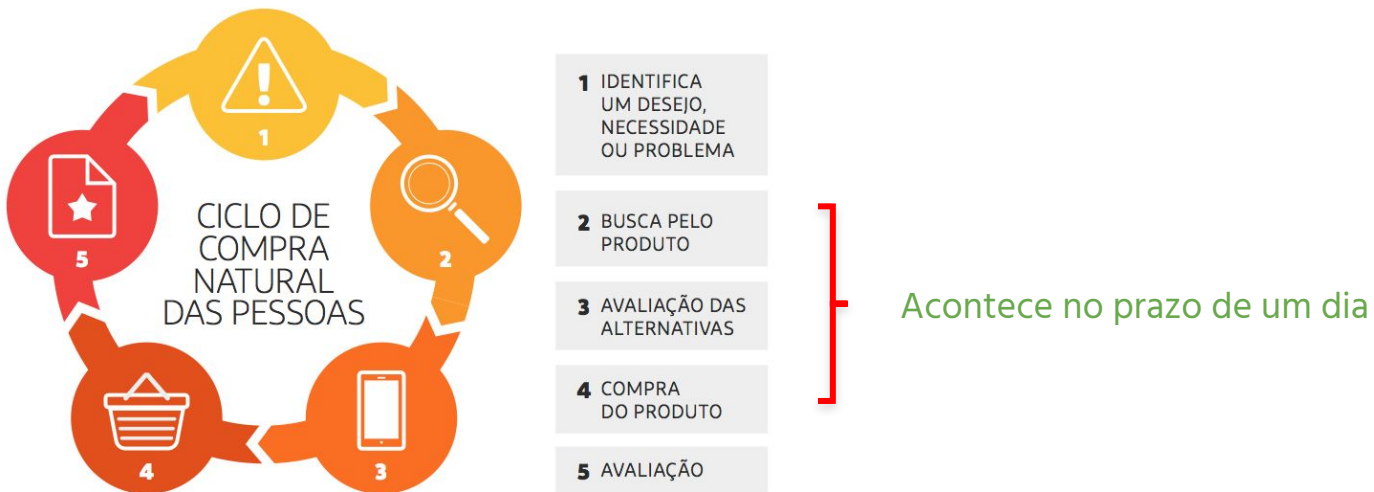 1
2
3
4
5
CICLO DE
COMPRA
NATURAL
DAS PESSOAS
1 IDENTIFICA
UM DESEJO,
NECESSIDADE
OU PROBLEMA
2 BUSCA PELO
PRODUTO
3 AVALIAÇÃO DAS
ALTERNATIVAS
4 COMPRA
DO PRODUTO
5 AVALIAÇÃO
Acontece no prazo de um dia